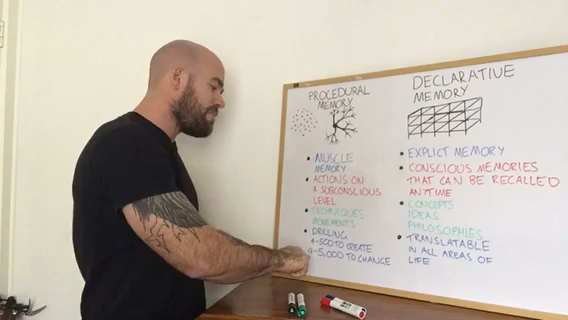 PROCEDURAL
MEMORY
• MUSCLE
MEMORY
• ACTIONS ON
A SUBCONSCIOUS
LEVEL
• TECHNIQUES
MOVEMENTS
• DRILLING
4-500 TO CREATE
4-5,000 TO CHANGE
DECLARATIVE
MEMORY
• EXPLICT MEMORY
• CONSCIOUS MEMORIES
THAT CAN BE RECALLED
ANYTIME
• CONCEPTS
IDEAS
PHILOSOPHIES
• TRANSLATABLE
IN ALL AREAS OF
LIFE